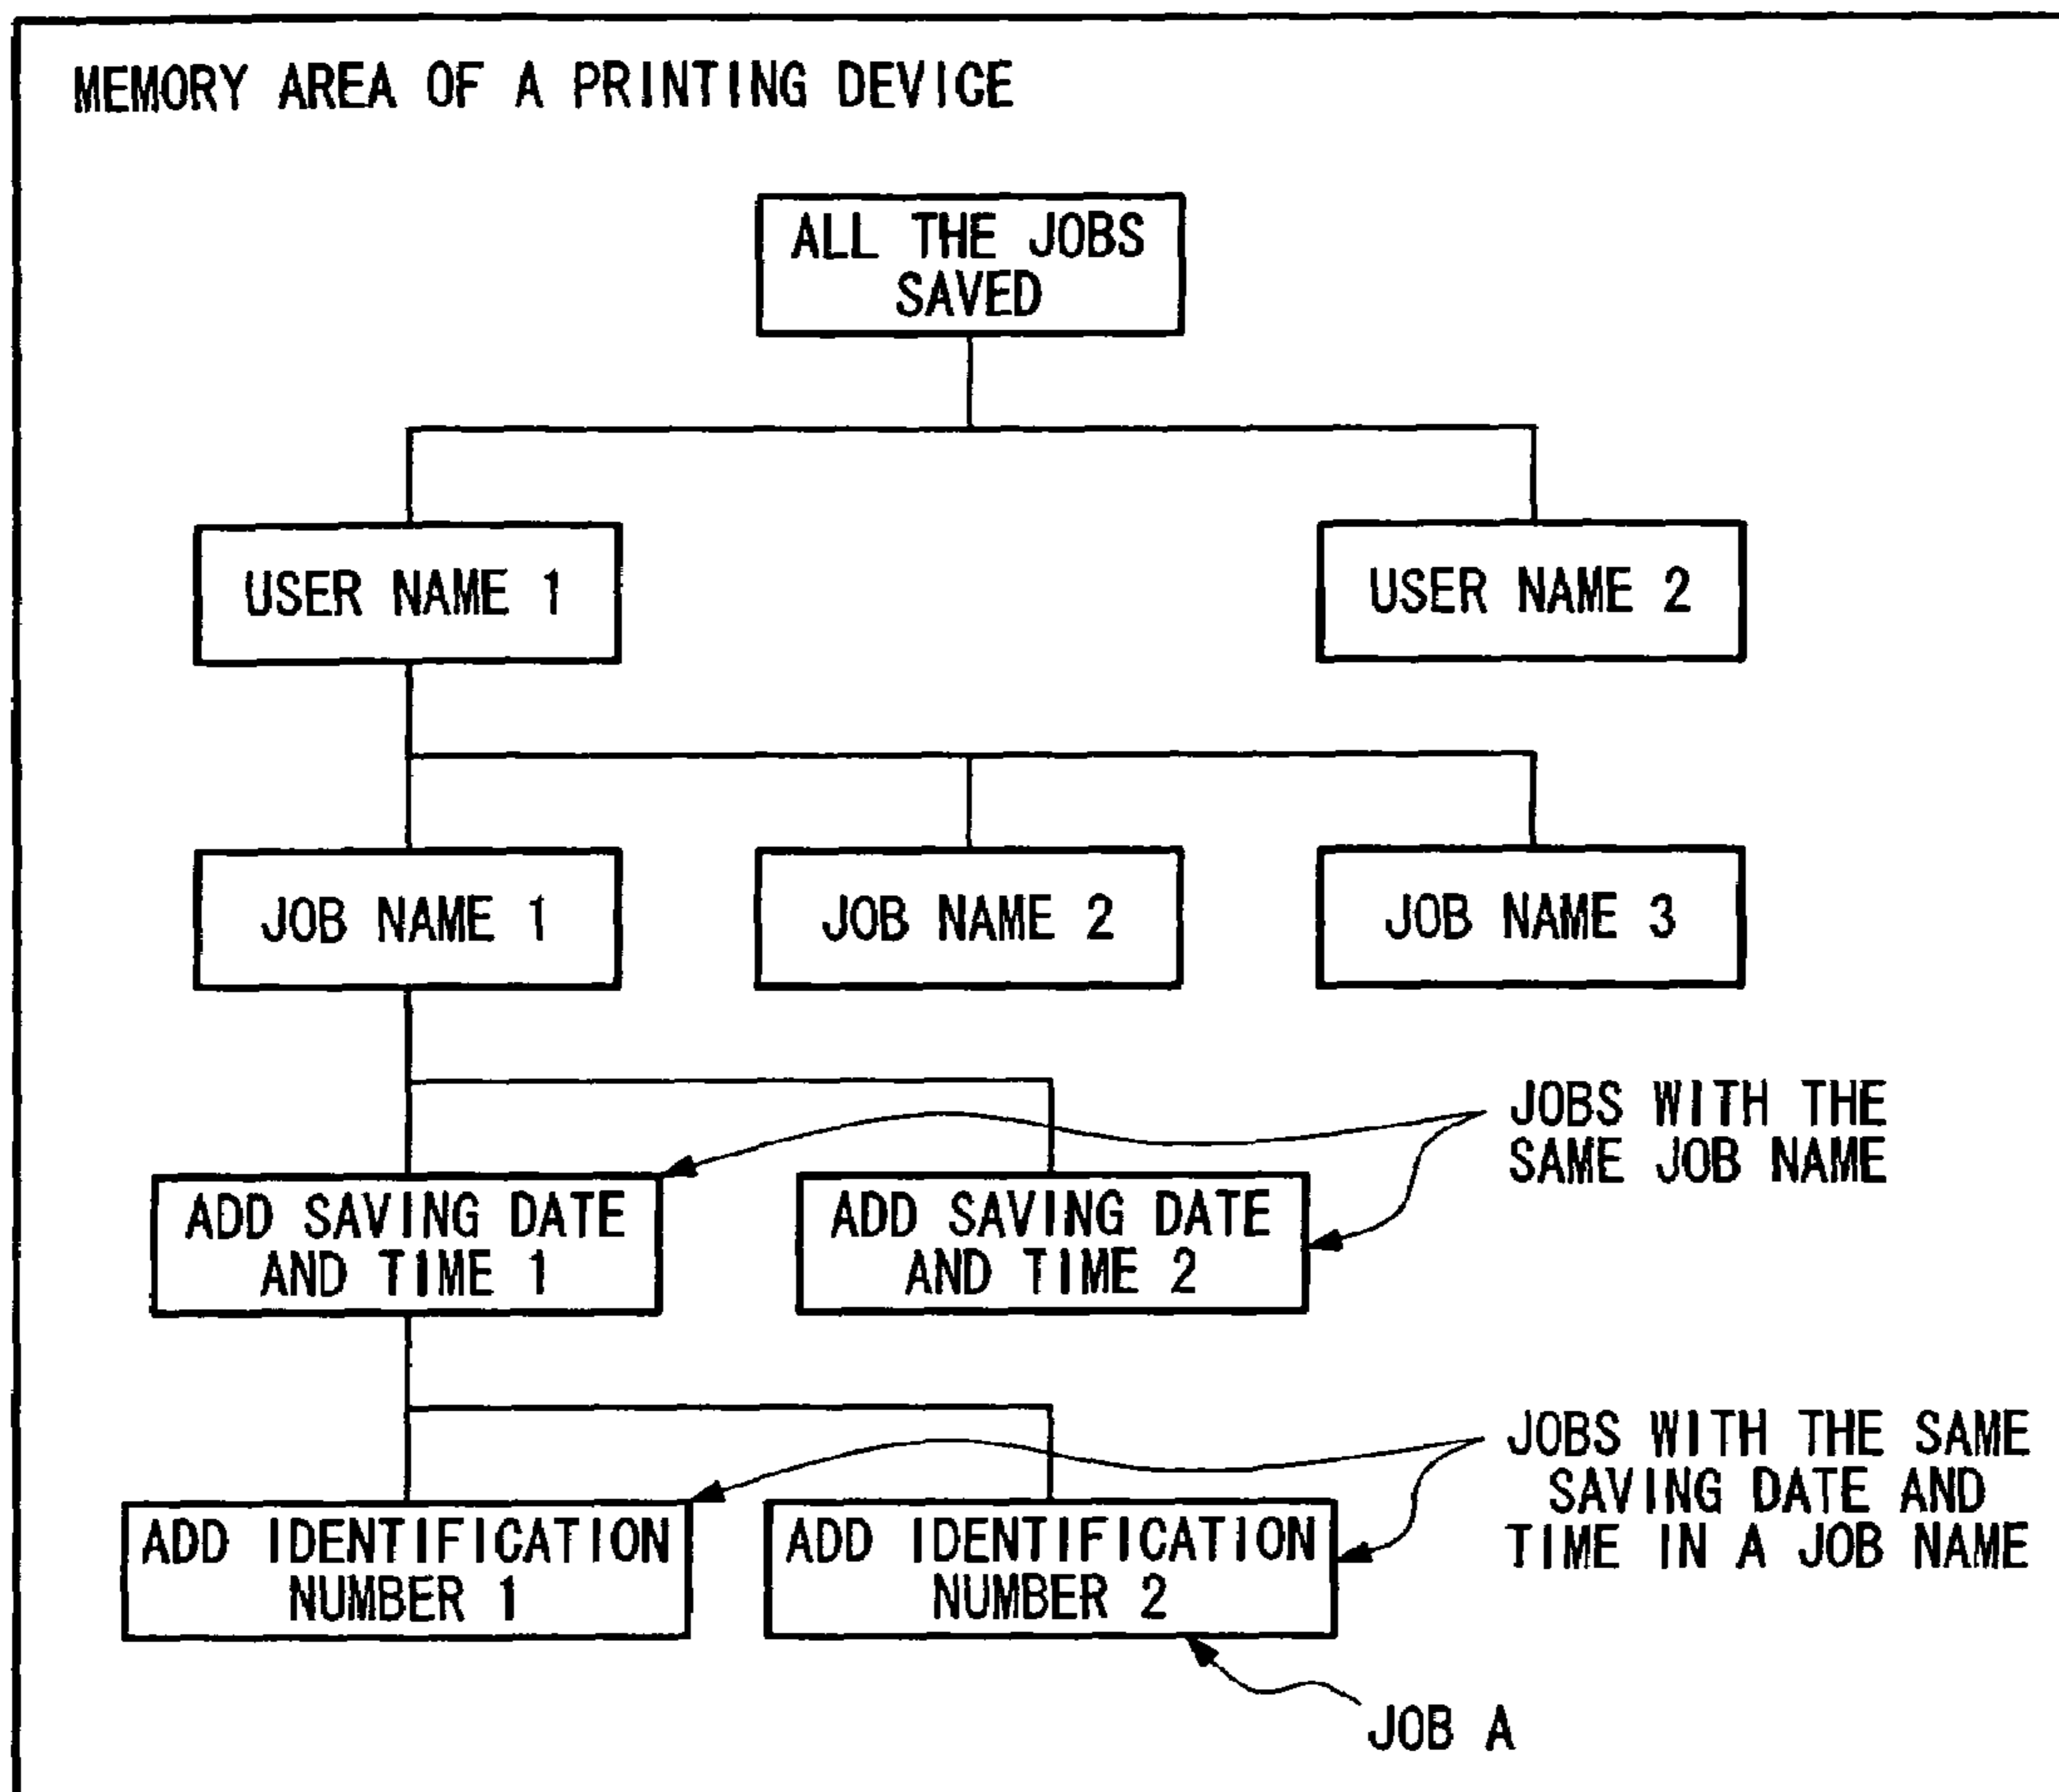 MEMORY AREA OF A PRINTING DEVICE
ALL THE JOBS
SAVED
USER NAME 1
USER NAME 2
JOB NAME 1
JOB NAME 2
JOB NAME 3
JOBS WITH THE
SAME JOB NAME
ADD SAVING DATE
AND TIME 1
ADD SAVING DATE
AND TIME 2
JOBS WITH THE SAME
SAVING DATE AND
TIME IN A JOB NAME
ADD IDENTIFICATION
NUMBER 1
ADD IDENTIFICATION
NUMBER 2
JOB A